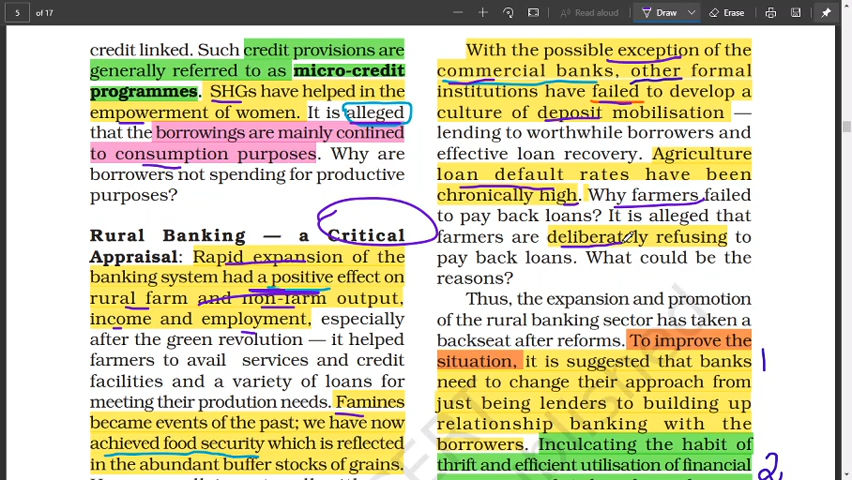 5
of 17
Read aloud
Draw
Erase
credit linked. Such credit provisions are
generally referred to as micro-credit
programmes. SHGs have helped in the
empowerment of women. It is alleged
that the borrowings are mainly confined
to consumption purposes. Why are
borrowers not spending for productive
purposes?
Rural Banking — a Critical
Appraisal: Rapid expansion of the
banking system had a positive effect on
rural farm and non-farm output,
income and employment, especially
after the green revolution — it helped
farmers to avail services and credit
facilities and a variety of loans for
meeting their prodution needs. Famines
became events of the past; we have now
achieved food security which is reflected
in the abundant buffer stocks of grains.
With the possible exception of the
commercial banks, other formal
institutions have failed to develop a
culture of deposit mobilisation —
lending to worthwhile borrowers and
effective loan recovery. Agriculture
loan default rates have been
chronically high. Why farmers failed
to pay back loans? It is alleged that
farmers are deliberately refusing to
pay back loans. What could be the
reasons?
Thus, the expansion and promotion
of the rural banking sector has taken a
backseat after reforms. To improve the
situation, it is suggested that banks 1
need to change their approach from
just being lenders to building up
relationship banking with the
borrowers. Inculcating the habit of
thrift and efficient utilisation of financial 2